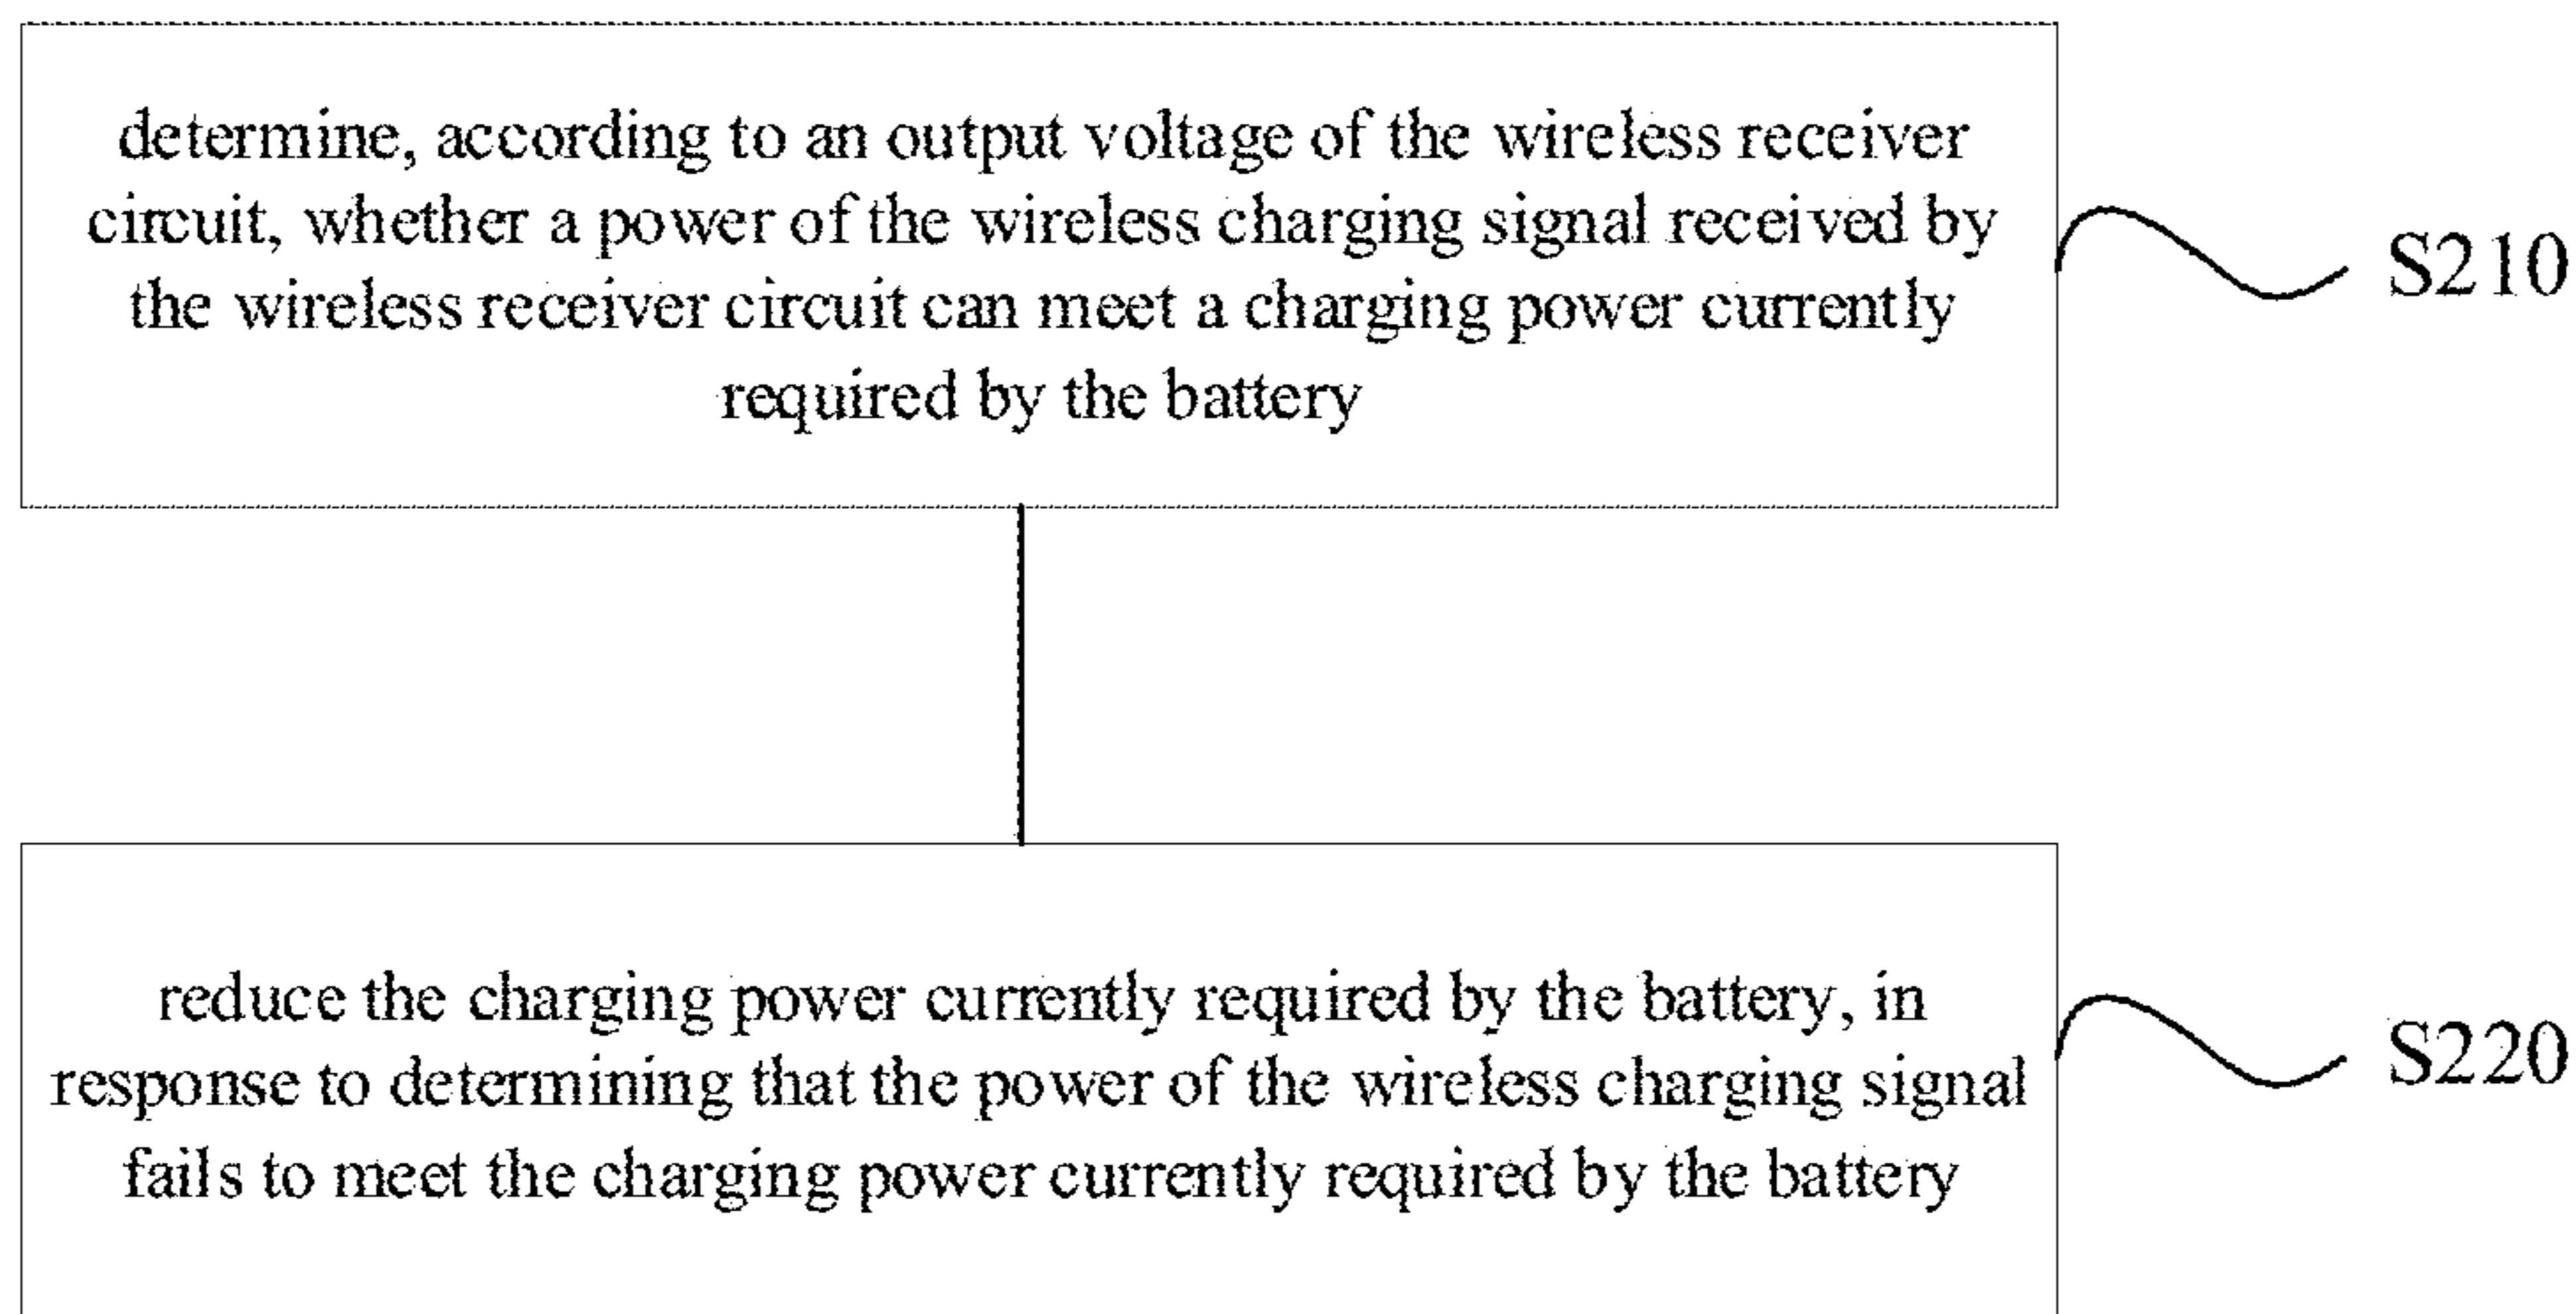 determine, according to an output voltage of the wireless receiver
circuit, whether a power of the wireless charging signal received by
the wireless receiver circuit can meet a charging power currently
required by the battery
S210
reduce the charging power currently required by the battery, in
response to determining that the power of the wireless charging signal
fails to meet the charging power currently required by the battery
S220